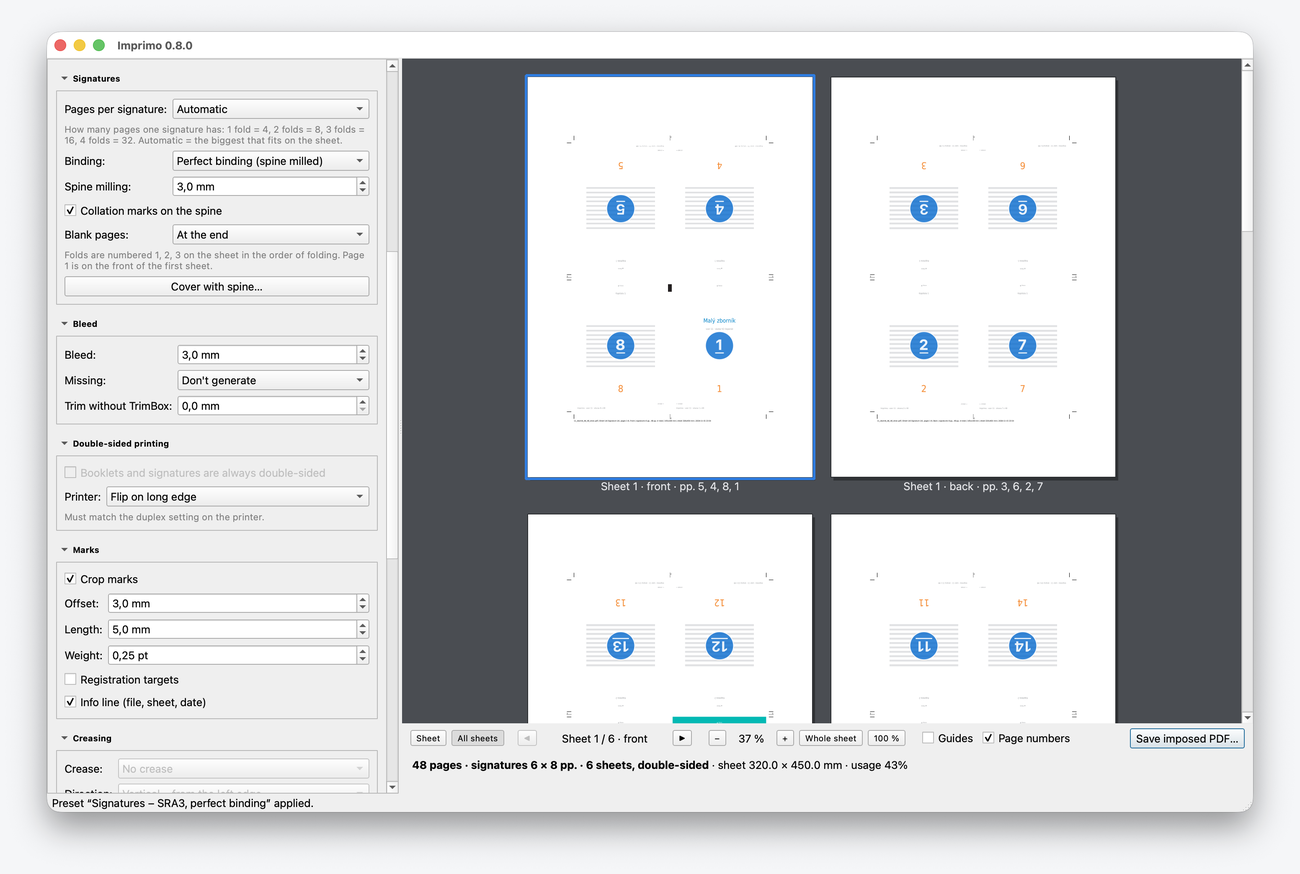 Imprimo 0.8.0
Signatures
Pages per signature: Automatic
How many pages one signature has: 1 fold = 4, 2 folds = 8, 3 folds =
16, 4 folds = 32. Automatic = the biggest that fits on the sheet.
Binding: Perfect binding (spine milled)
Spine milling: 3,0 mm
Collation marks on the spine
Blank pages: At the end
Folds are numbered 1, 2, 3 on the sheet in the order of folding. Page
1 is on the front of the first sheet.
Cover with spine...
Bleed
Bleed: 3,0 mm
Missing: Don't generate
Trim without TrimBox: 0,0 mm
Double-sided printing
Booklets and signatures are always double-sided
Printer: Flip on long edge
Must match the duplex setting on the printer.
Marks
Crop marks
Offset: 3,0 mm
Length: 5,0 mm
Weight: 0,25 pt
Registration targets
Info line (file, sheet, date)
Creasing
Crease: No crease
Direction: Vertical – from the left edge
Preset “Signatures – SRA3, perfect binding” applied.
5 4
5 4
Malý zborník
8 1
8 1
Sheet 1 · front · pp. 5, 4, 8, 1
3 6
3 6
2 7
2 7
Sheet 1 · back · pp. 3, 6, 2, 7
13 12
13 12
11 14
11 14
Sheet All sheets Sheet 1 / 6 · front 37 % Whole sheet 100 % Guides Page numbers Save imposed PDF...
48 pages · signatures 6 × 8 pp. · 6 sheets, double-sided · sheet 320.0 × 450.0 mm · usage 43%